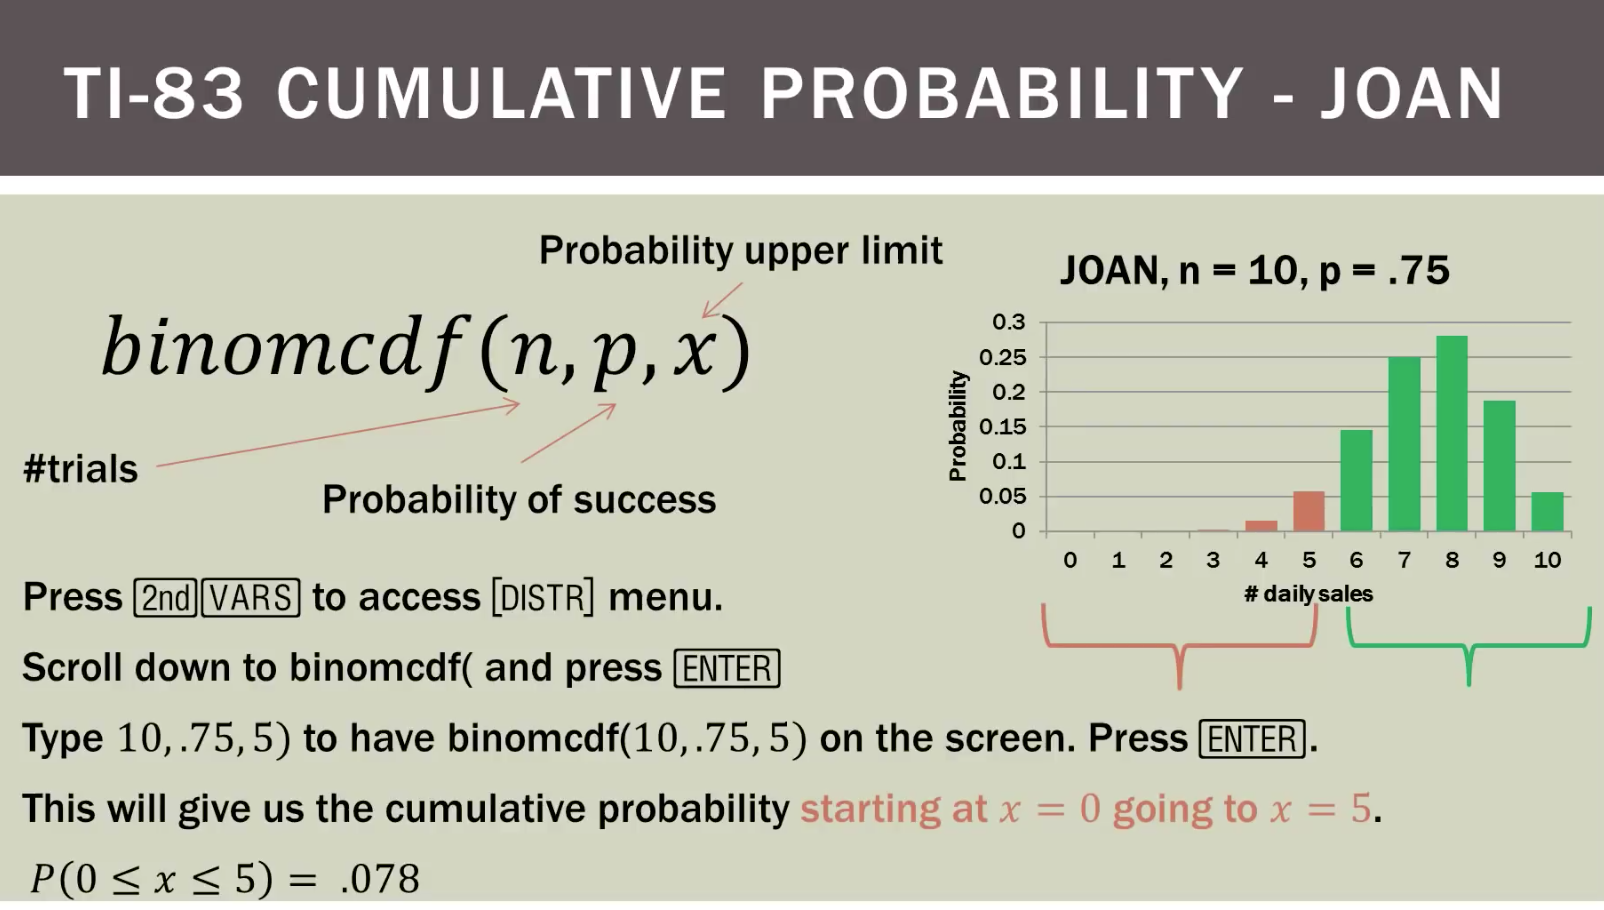 TI-83 CUMULATIVE PROBABILITY - JOAN
Probability upper limit
binomcdf(n, p, x)
#trials
Probability of success
JOAN, n = 10, p = .75
Probability
0.3
0.25
0.2
0.15
0.1
0.05
0
0 1 2 3 4 5 6 7 8 9 10
# daily sales
Press 2nd VARS to access [DISTR] menu.
Scroll down to binomcdf( and press ENTER
Type 10, .75, 5) to have binomcdf(10, .75, 5) on the screen. Press ENTER.
This will give us the cumulative probability starting at x = 0 going to x = 5.
P(0 ≤ x ≤ 5) = .078